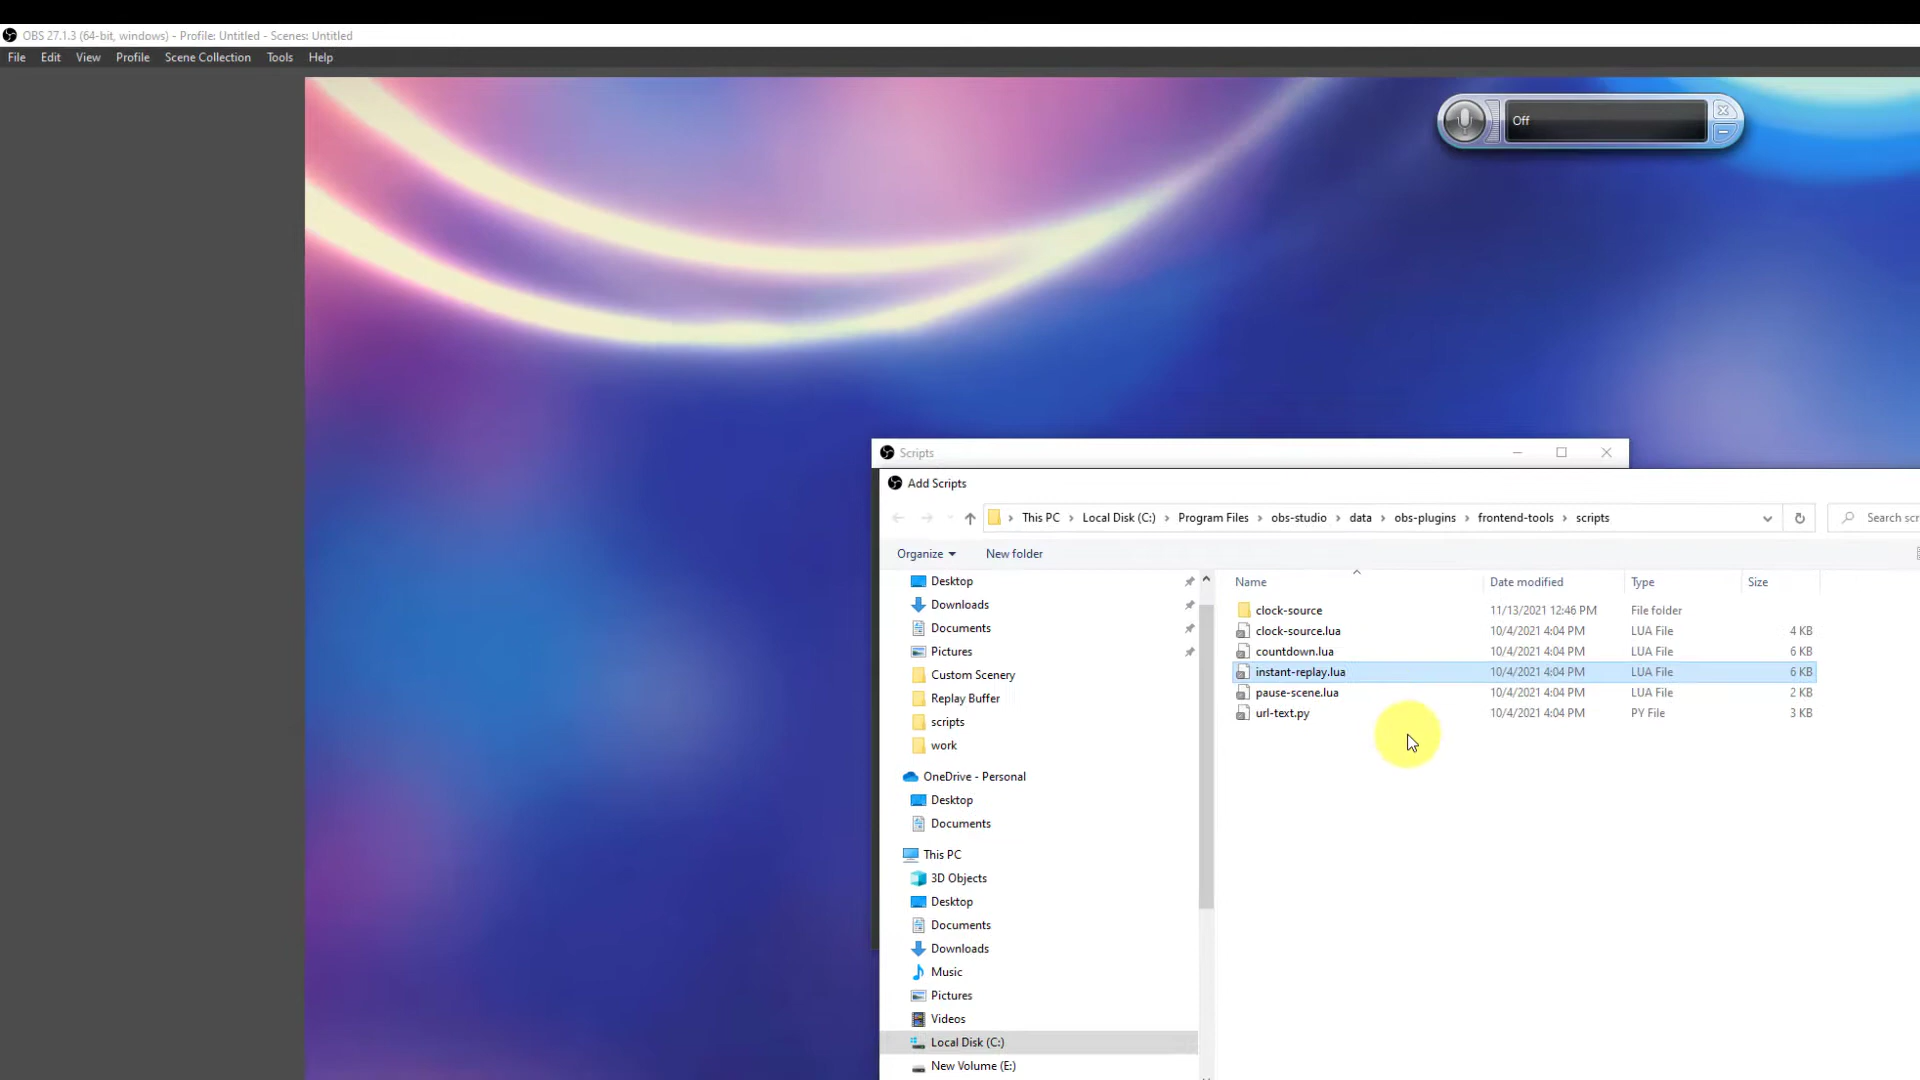 OBS 27.1.3 (64-bit, windows) - Profile: Untitled - Scenes: Untitled
File Edit View Profile Scene Collection Tools Help
Off
Scripts
Add Scripts
This PC Local Disk (C:) Program Files obs-studio data obs-plugins frontend-tools scripts
Search scr
Organize New folder
Name Date modified Type Size
Desktop
Downloads
Documents
Pictures
Custom Scenery
Replay Buffer
scripts
work
OneDrive - Personal
Desktop
Documents
This PC
3D Objects
Desktop
Documents
Downloads
Music
Pictures
Videos
Local Disk (C:)
New Volume (E:)
clock-source 11/13/2021 12:46 PM File folder
clock-source.lua 10/4/2021 4:04 PM LUA File 4 KB
countdown.lua 10/4/2021 4:04 PM LUA File 6 KB
instant-replay.lua 10/4/2021 4:04 PM LUA File 6 KB
pause-scene.lua 10/4/2021 4:04 PM LUA File 2 KB
url-text.py 10/4/2021 4:04 PM PY File 3 KB